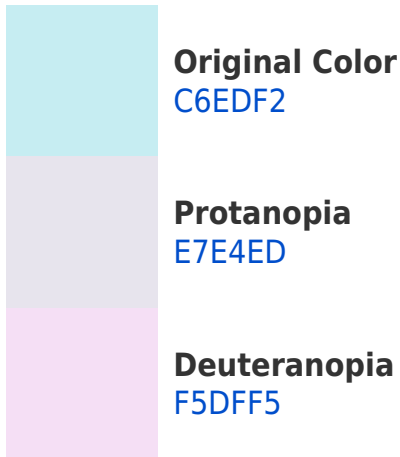 Original Color
C6EDF2
Protanopia
E7E4ED
Deuteranopia
F5DFF5